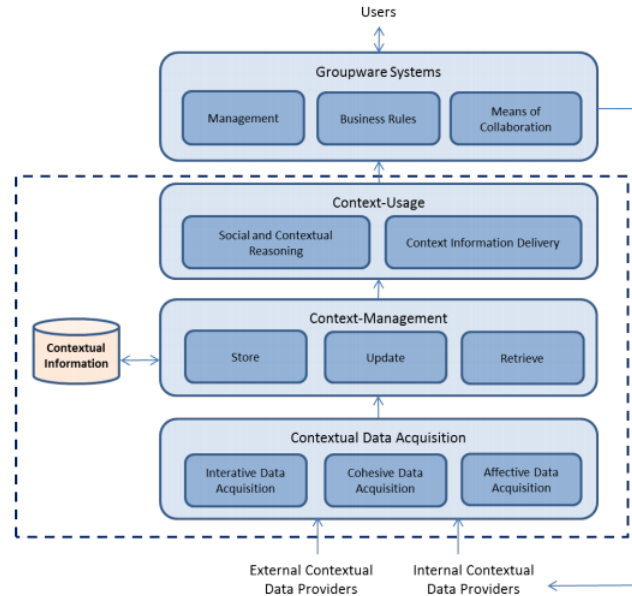 Users
Groupware Systems
Management
Business Rules
Means of
Collaboration
Context-Usage
Social and Contextual
Reasoning
Context Information Delivery
Contextual
Information
Context-Management
Store
Update
Retrieve
Contextual Data Acquisition
Interative Data
Acquisition
Cohesive Data
Acquisition
Affective Data
Acquisition
External Contextual
Data Providers
Internal Contextual
Data Providers